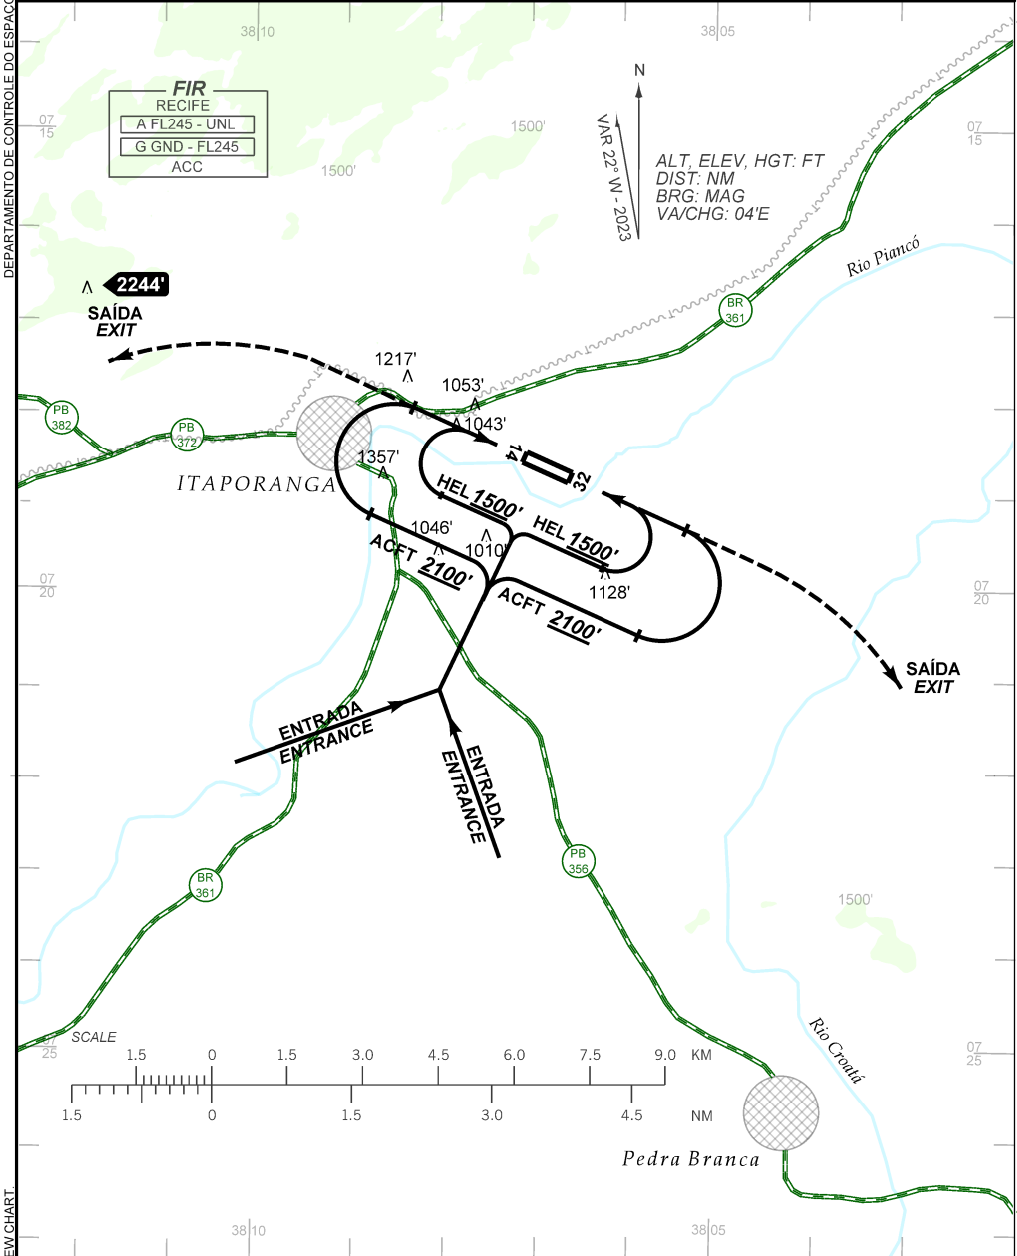 DEPARTAMENTO DE CONTROLE DO ESPAÇO
38 10
38 05
FIR
RECIFE
A FL245 - UNL
G GND - FL245
ACC
07
15
1500'
1500'
N
VAR 22° W - 2023
ALT, ELEV, HGT: FT
DIST: NM
BRG: MAG
VA/CHG: 04'E
07
15
Rio Piancó
2244'
SAÍDA
EXIT
BR
361
1217'
1053'
1043'
PB
382
PB
372
1357'
ITAPORANGA
14
32
HEL 1500'
HEL 1500'
1046'
1010'
ACFT 2100'
1128'
ACFT 2100'
07
20
07
20
SAÍDA
EXIT
ENTRADA
ENTRANCE
ENTRADA
ENTRANCE
PB
356
BR
361
1500'
Rio Croatá
07
25
07
25
SCALE
1.5 0 1.5 3.0 4.5 6.0 7.5 9.0 KM
1.5 0 1.5 3.0 4.5 NM
Pedra Branca
EW CHART.
38 10
38 05